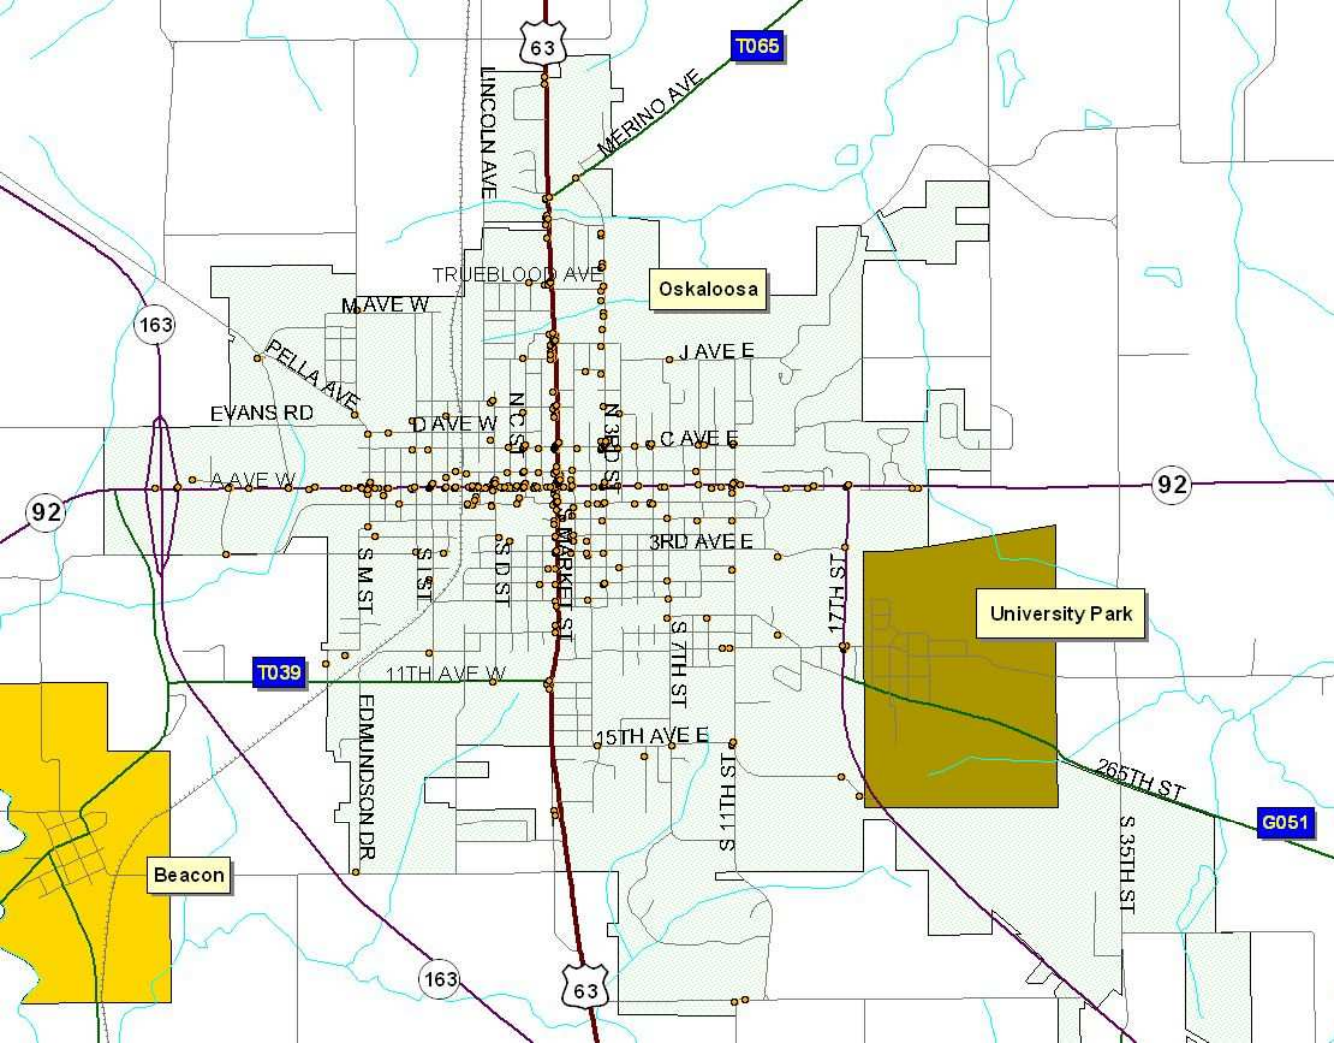 63
T065
LINCOLN AVE
MERINO AVE
TRUEBLOOD AVE
Oskaloosa
M AVE W
163
J AVE E
PELLA AVE
EVANS RD
N C ST
D AVE W
N 3RD ST
C AVE E
A AVE W
92
92
S MARKET ST
3RD AVE E
S M ST
S I ST
S D ST
17TH ST
University Park
S 7TH ST
T039
11TH AVE W
EDMUNDSON DR
15TH AVE E
S 11TH ST
265TH ST
G051
S 35TH ST
Beacon
163
63